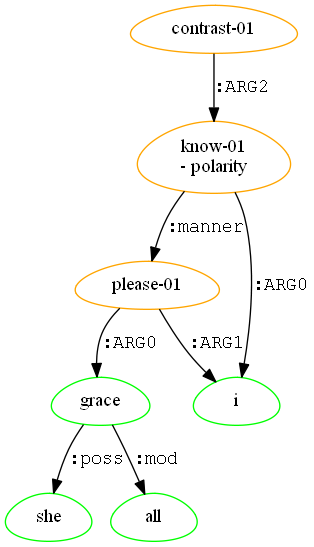 contrast-01
:ARG2
know-01
- polarity
:manner
:ARG0
please-01
:ARG0 :ARG1
grace
i
:poss :mod
she
all